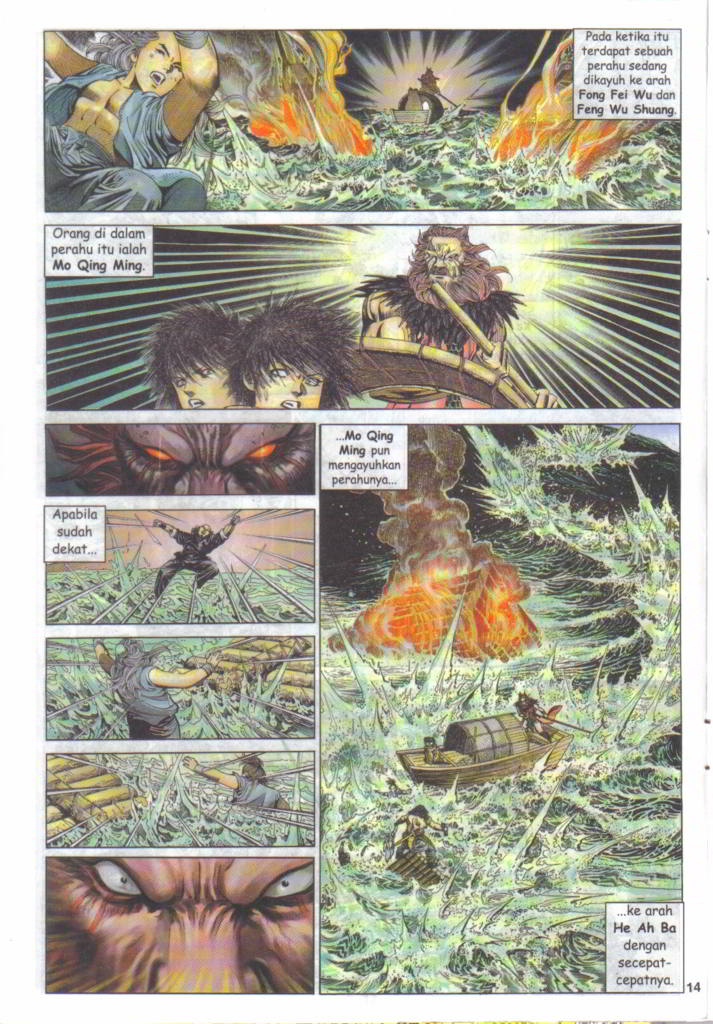 Pada ketika itu
terdapat sebuah
perahu sedang
dikayuh ke arah
Fong Fei Wu dan
Feng Wu Shuang.
Orang di dalam
perahu itu ialah
Mo Qing Ming.
Apabila
sudah
dekat...
...Mo Qing
Ming pun
mengayuhkan
perahunya...
...ke arah
He Ah Ba
dengan
secepat-
cepatnya.
14